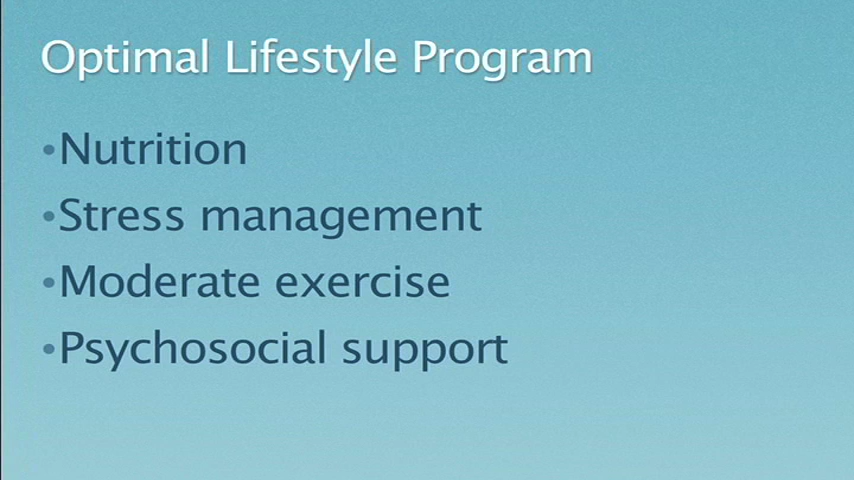 Optimal Lifestyle Program
•Nutrition
•Stress management
•Moderate exercise
•Psychosocial support